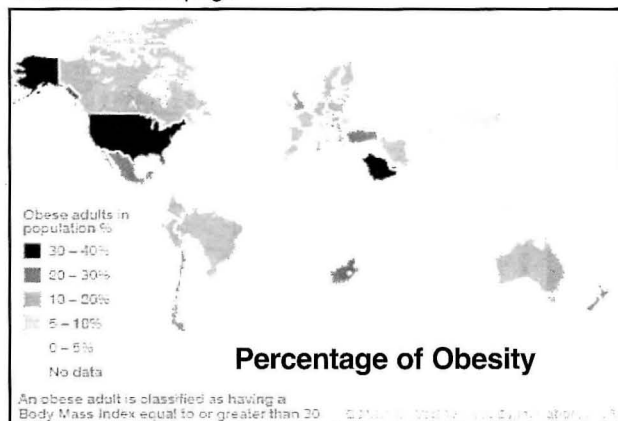 Obese adults in
population %
30 – 40%
20 – 30%
10 – 20%
5 – 10%
0 – 5%
No data
Percentage of Obesity
An obese adult is classified as having a
Body Mass Index equal to or greater than 30